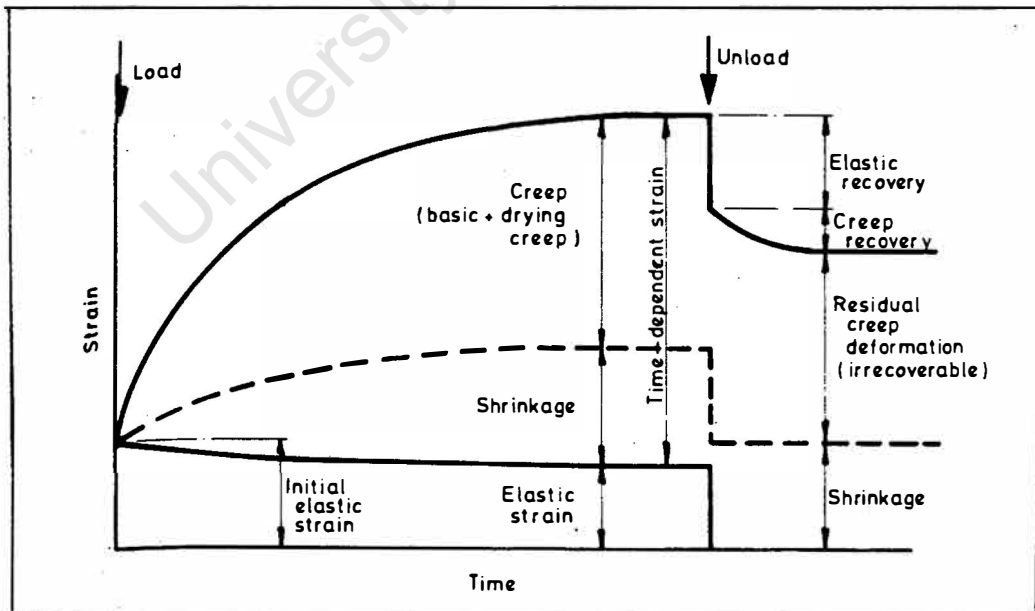 University
Load
Unload
Elastic
recovery
Creep
(basic + drying
creep)
Creep
recovery
Time-dependent strain
Strain
Residual
creep
deformation
(irrecoverable)
Shrinkage
Initial
elastic
strain
Elastic
strain
Shrinkage
Time